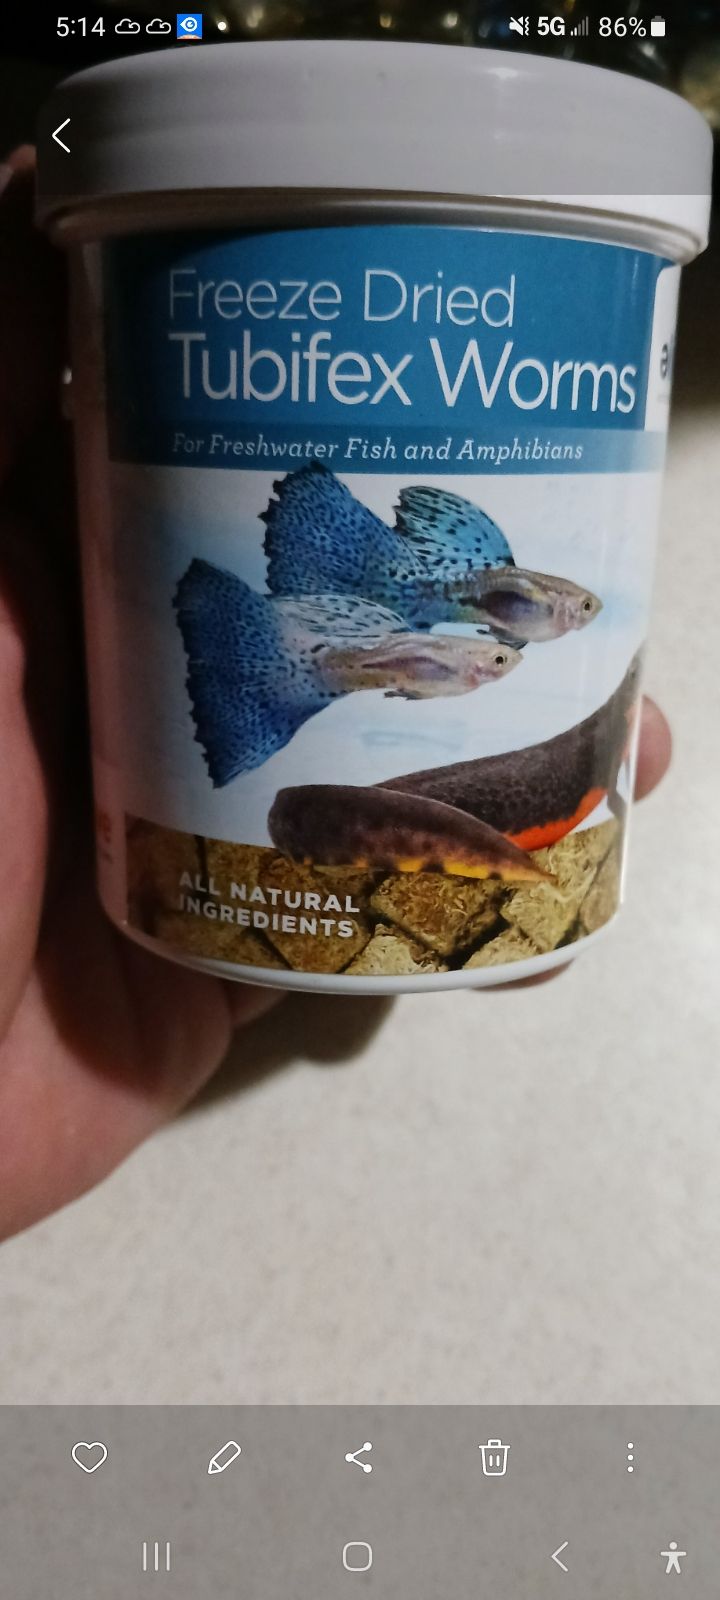 5:14
5G 86%
Freeze Dried
Tubifex Worms
For Freshwater Fish and Amphibians
ALL NATURAL
INGREDIENTS